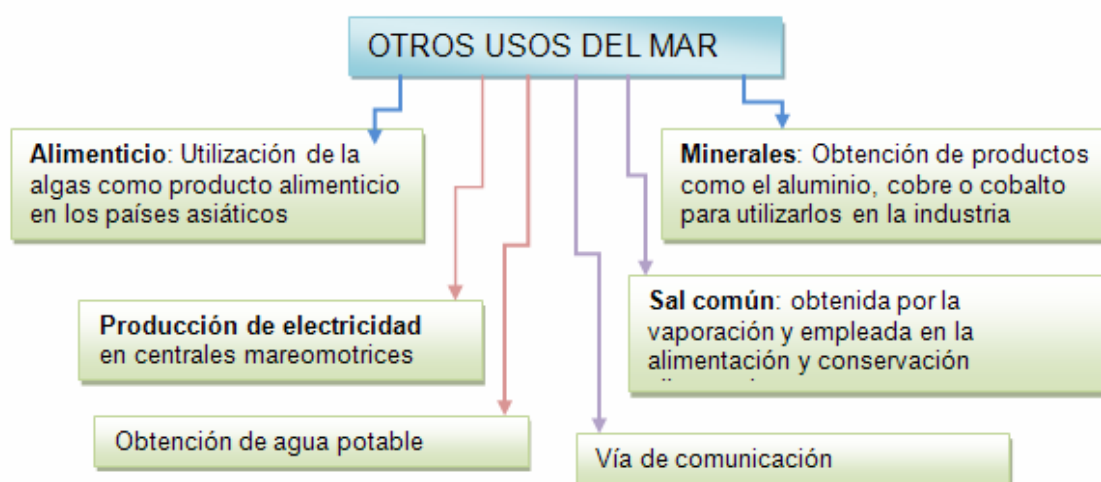 OTROS USOS DEL MAR
Alimenticio: Utilización de la
algas como producto alimenticio
en los países asiáticos
Minerales: Obtención de productos
como el aluminio, cobre o cobalto
para utilizarlos en la industria
Producción de electricidad
en centrales mareomotrices
Sal común: obtenida por la
vaporación y empleada en la
alimentación y conservación
Obtención de agua potable
Vía de comunicación